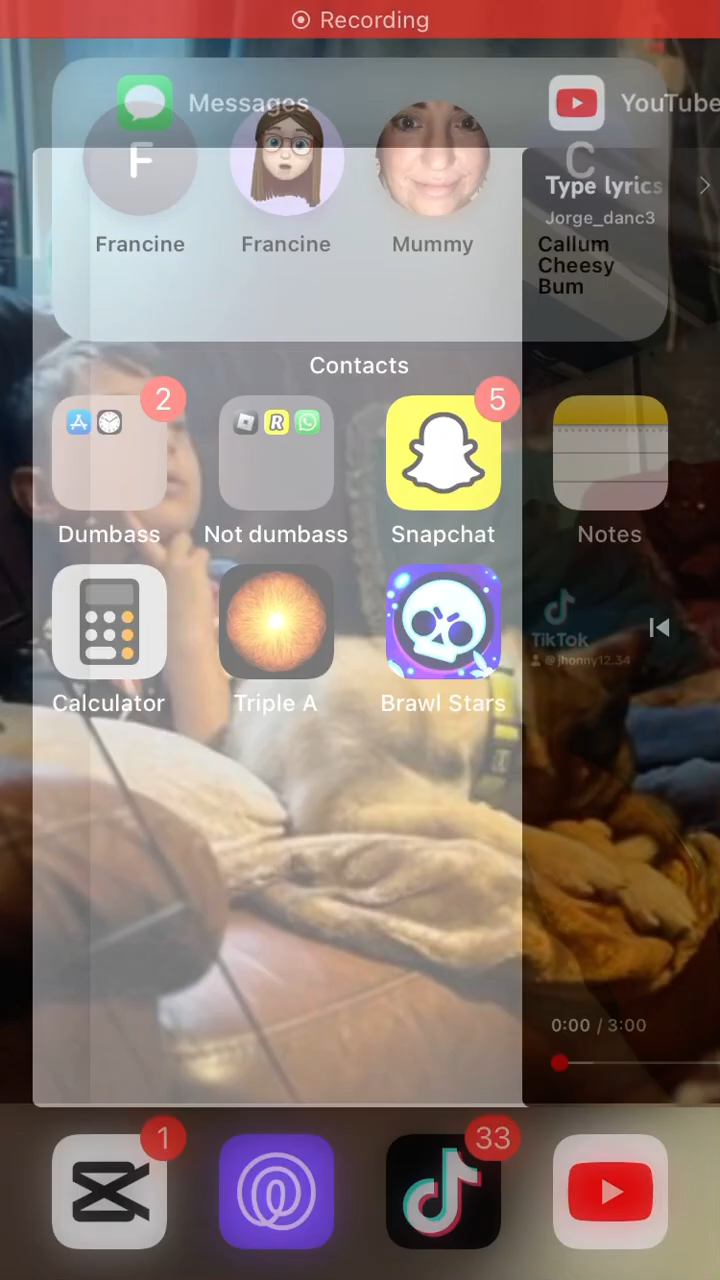 Recording
Messages
YouTube
F
C
Type lyrics
Jorge_danc3
Francine
Francine
Mummy
Callum
Cheesy
Bum
Contacts
2
5
R
Dumbass
Not dumbass
Snapchat
Notes
TikTok
@jhonny12.34
Calculator
Triple A
Brawl Stars
0:00 / 3:00
1
33